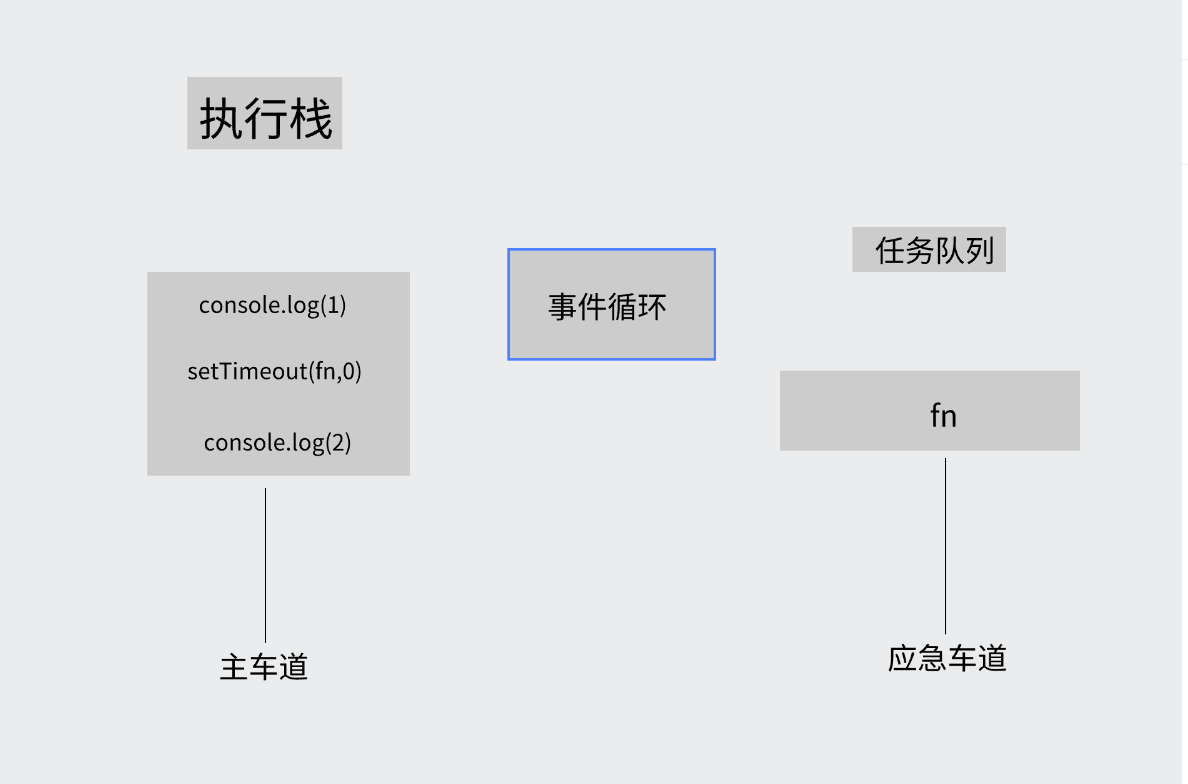 执行栈
console.log(1)
setTimeout(fn,0)
console.log(2)
主车道
事件循环
任务队列
fn
应急车道